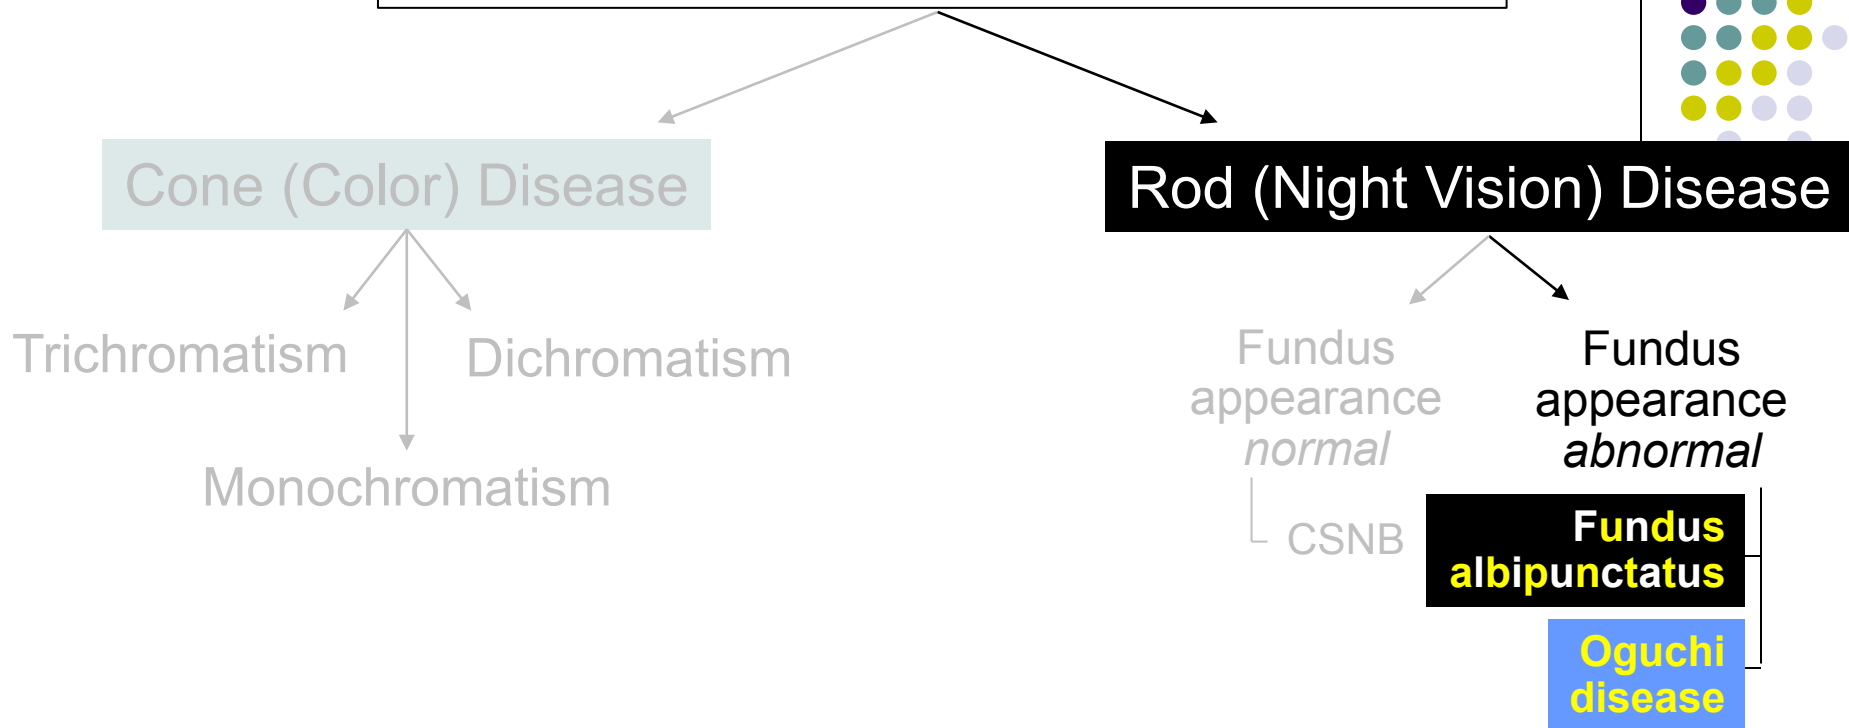 Cone (Color) Disease
Rod (Night Vision) Disease
Trichromatism
Dichromatism
Monochromatism
Fundus
appearance
normal
CSNB
Fundus
appearance
abnormal
Fundus
albipunctatus
Oguchi
disease